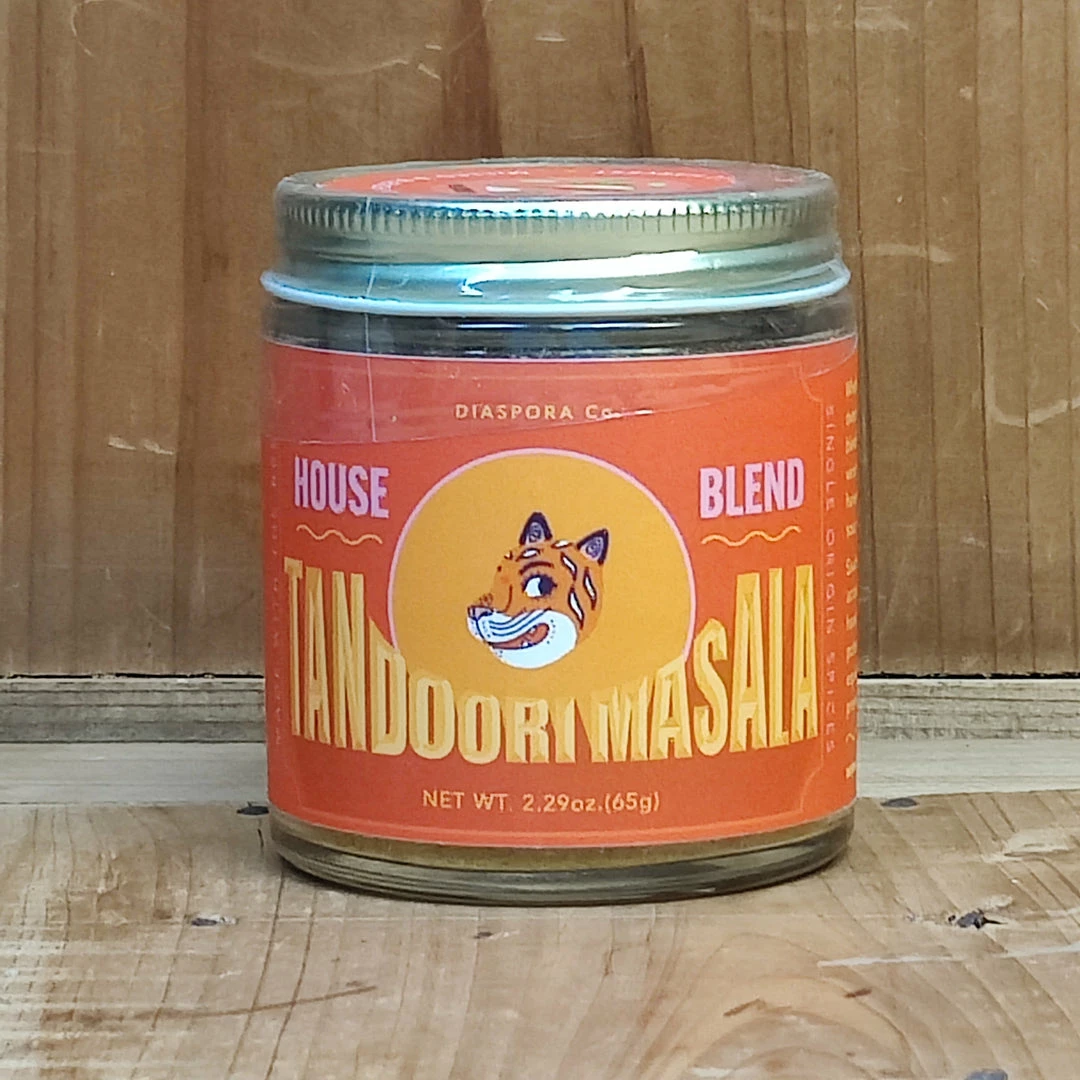 DIASPORA Co.
HOUSE BLEND
TANDOORI MASALA
NET WT. 2.29oz.(65g)
SINGLE ORIGIN SPICES